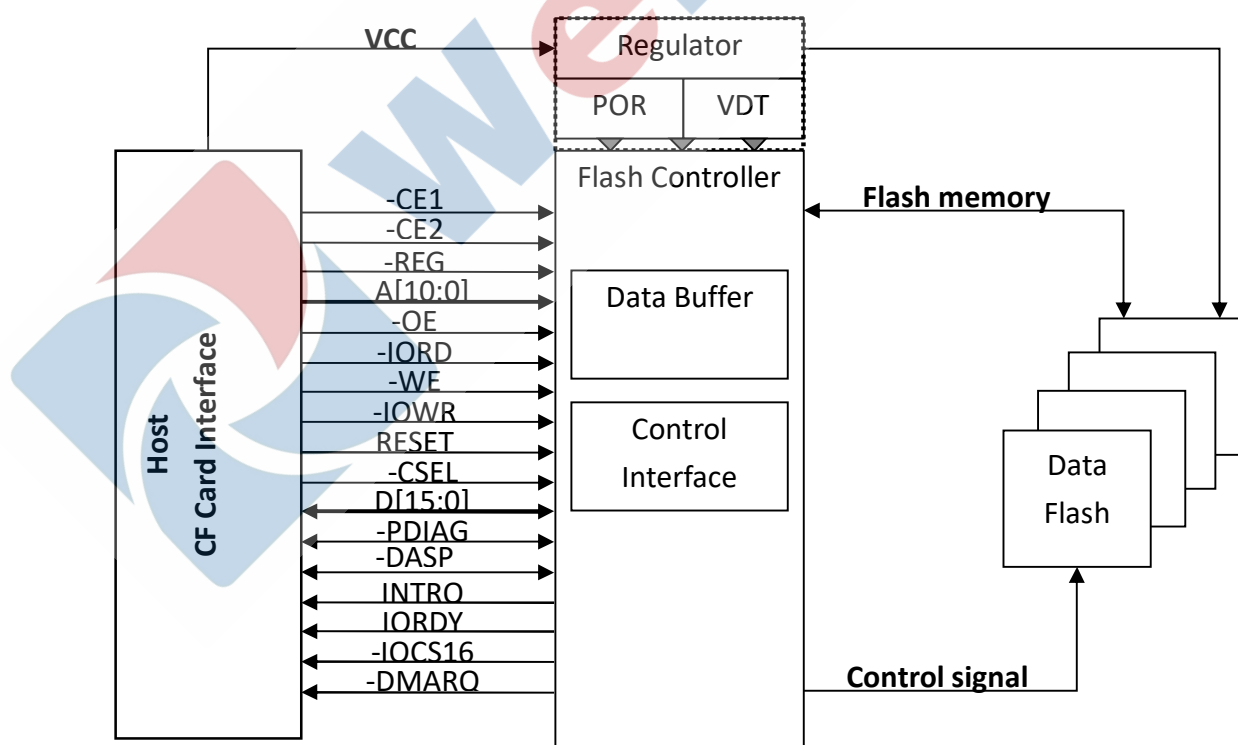 VCC
Regulator
POR
VDT
Flash Controller
-CE1
-CE2
-REG
A[10:0]
-OE
-IORD
-WE
-IOWR
RESET
-CSEL
D[15:0]
-PDIAG
-DASP
INTRQ
IORDY
-IOCS16
-DMARQ
Host
CF Card Interface
Data Buffer
Control
Interface
Flash memory
Data
Flash
Control signal